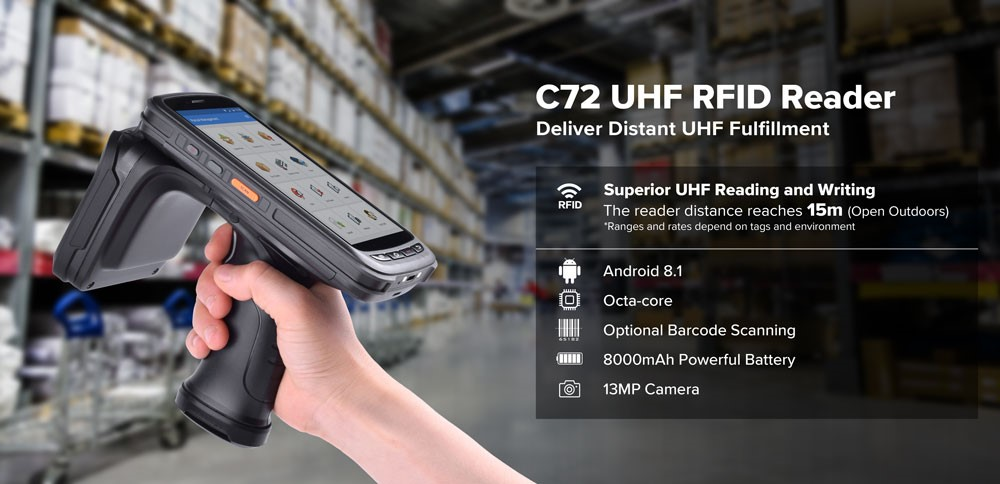 C72 UHF RFID Reader
Deliver Distant UHF Fulfillment
RFID
Superior UHF Reading and Writing
The reader distance reaches 15m (Open Outdoors)
*Ranges and rates depend on tags and environment
Android 8.1
Octa-core
Optional Barcode Scanning
8000mAh Powerful Battery
13MP Camera